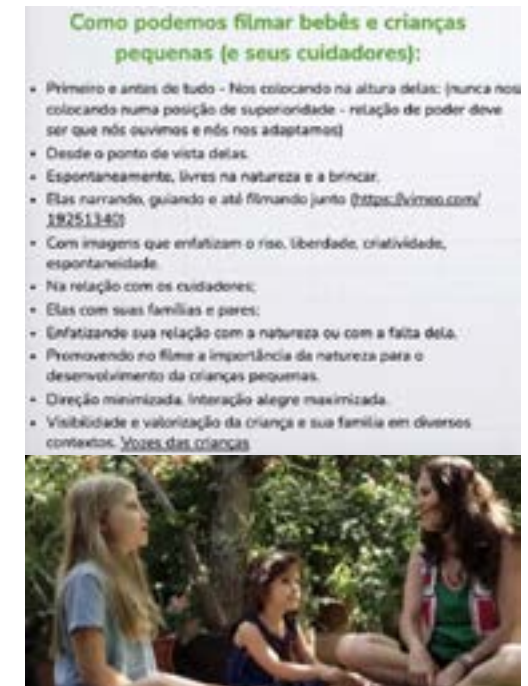 Como podemos filmar bebês e crianças
pequenas (e seus cuidadores):
• Primeiro e antes de tudo - Nos colocando na altura delas: (nunca nos
colocando numa posição de superioridade - relação de poder deve
ser que nós ouvimos e nós nos adaptamos)
• Desde o ponto de vista delas.
• Espontaneamente, livres na natureza e a brincar.
• Elas narrando, guiando e até filmando junto (https://vimeo.com/
19251340)
• Com imagens que enfatizam o riso, liberdade, criatividade,
espontaneidade.
• Na relação com os cuidadores;
• Elas com suas famílias e pares;
• Enfatizando sua relação com a natureza ou com a falta dela.
• Promovendo no filme a importância da natureza para o
desenvolvimento da crianças pequenas.
• Direção minimizada. Interação alegre maximizada.
• Visibilidade e valorização da criança e sua família em diversos
contextos. Vozes das crianças